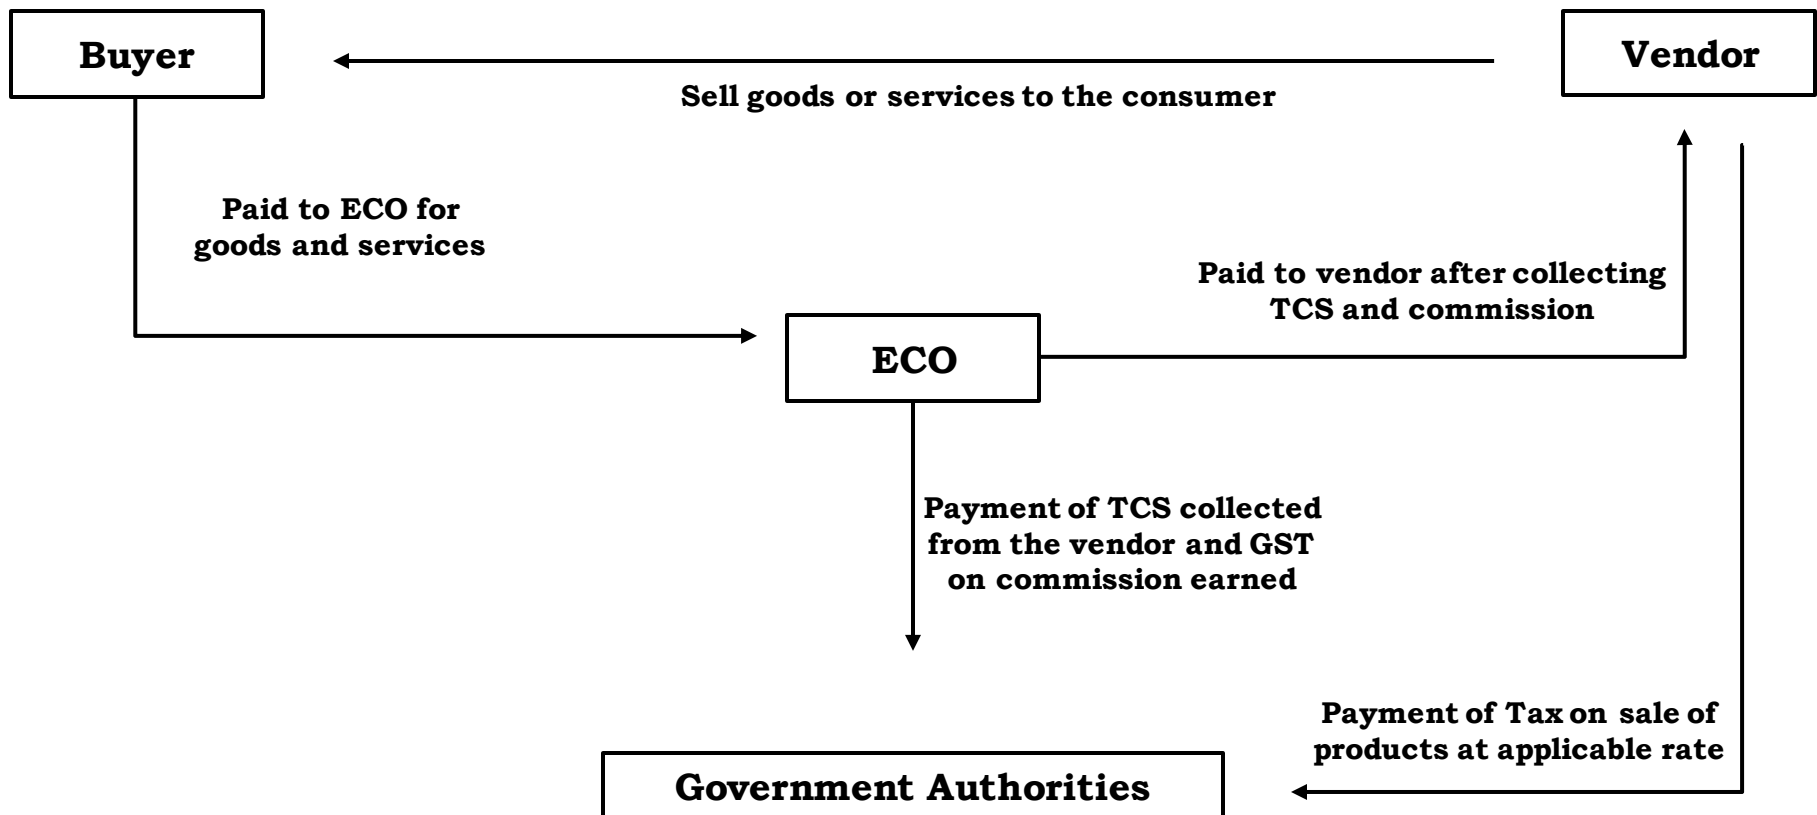 Buyer
Vendor
Sell goods or services to the consumer
Paid to ECO for
goods and services
Paid to vendor after collecting
TCS and commission
ECO
Payment of TCS collected
from the vendor and GST
on commission earned
Payment of Tax on sale of
products at applicable rate
Government Authorities